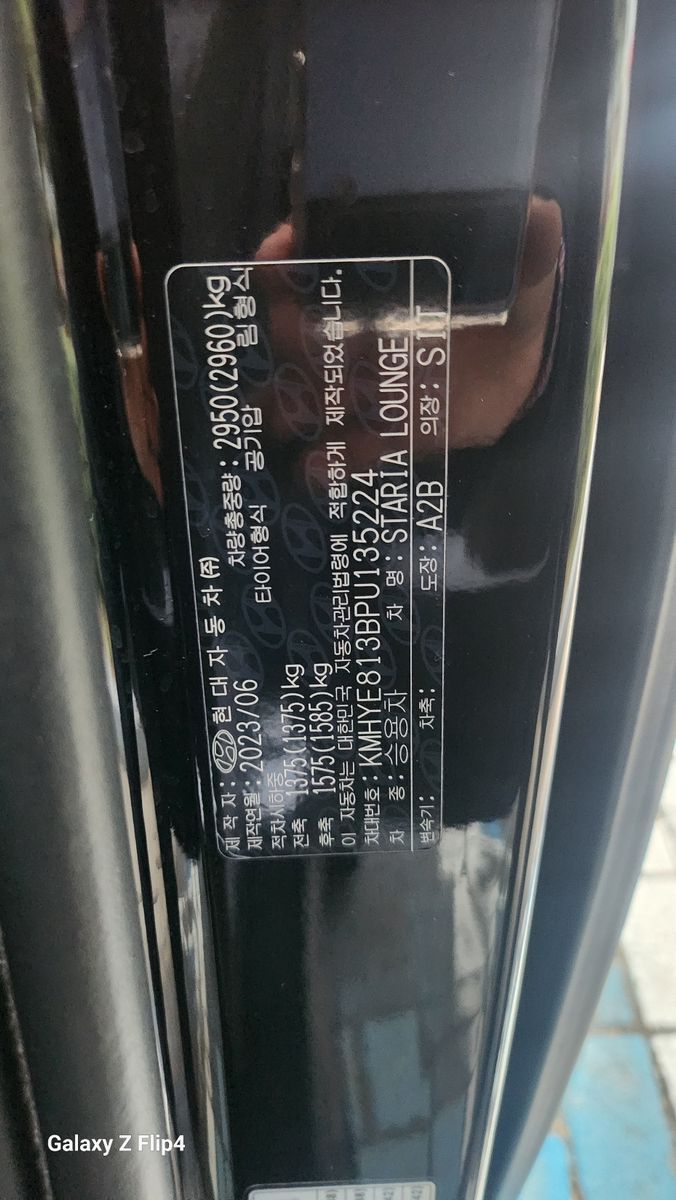 제 작 자: 현 대 자 동 차 ㈜
제작연월: 2023/06 차량총중량: 2950(2960)kg
적차시하중 타이어형식 공기압 림형식
전축 1375(1375)kg
후축 1575(1585)kg
이 자동차는 대한민국 자동차관리법령에 적합하게 제작되었습니다.
차대번호: KMHYE813BPU135224
차 종: 승용차 차 명: STARIA LOUNGE
변속기: 차축: 도장: A2B 의장: S IT
Galaxy Z Flip4